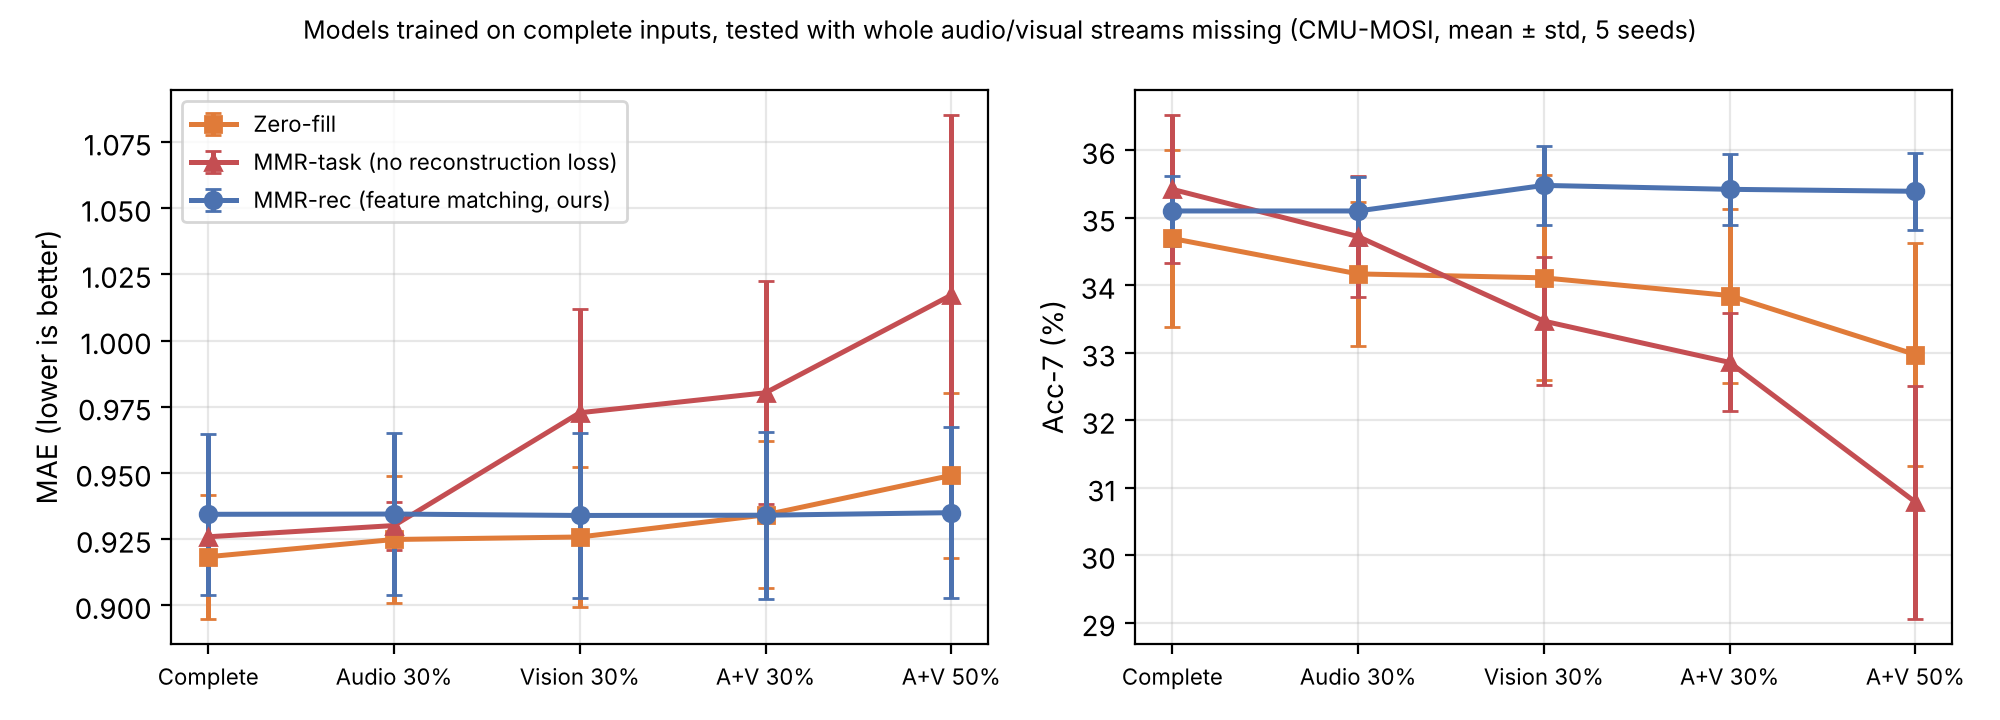 Models trained on complete inputs, tested with whole audio/visual streams missing (CMU-MOSI, mean ± std, 5 seeds)
MAE (lower is better)
1.075
1.050
1.025
1.000
0.975
0.950
0.925
0.900
Zero-fill
MMR-task (no reconstruction loss)
MMR-rec (feature matching, ours)
Complete
Audio 30%
Vision 30%
A+V 30%
A+V 50%
Acc-7 (%)
36
35
34
33
32
31
30
29
Complete
Audio 30%
Vision 30%
A+V 30%
A+V 50%